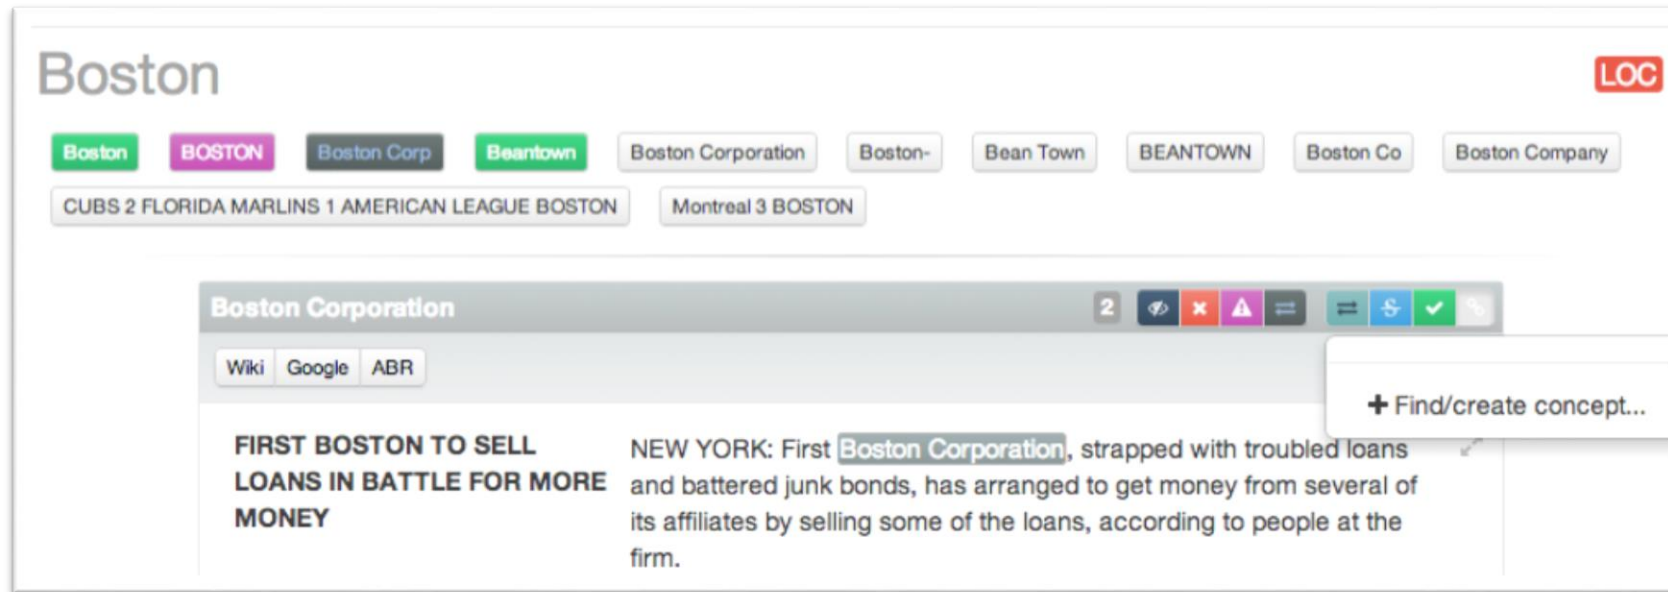 Boston LOC
Boston BOSTON Boston Corp Beantown Boston Corporation Boston- Bean Town BEANTOWN Boston Co Boston Company
CUBS 2 FLORIDA MARLINS 1 AMERICAN LEAGUE BOSTON Montreal 3 BOSTON
Boston Corporation 2
Wiki Google ABR
Find/create concept...
FIRST BOSTON TO SELL
LOANS IN BATTLE FOR MORE
MONEY
NEW YORK: First Boston Corporation, strapped with troubled loans
and battered junk bonds, has arranged to get money from several of
its affiliates by selling some of the loans, according to people at the
firm.